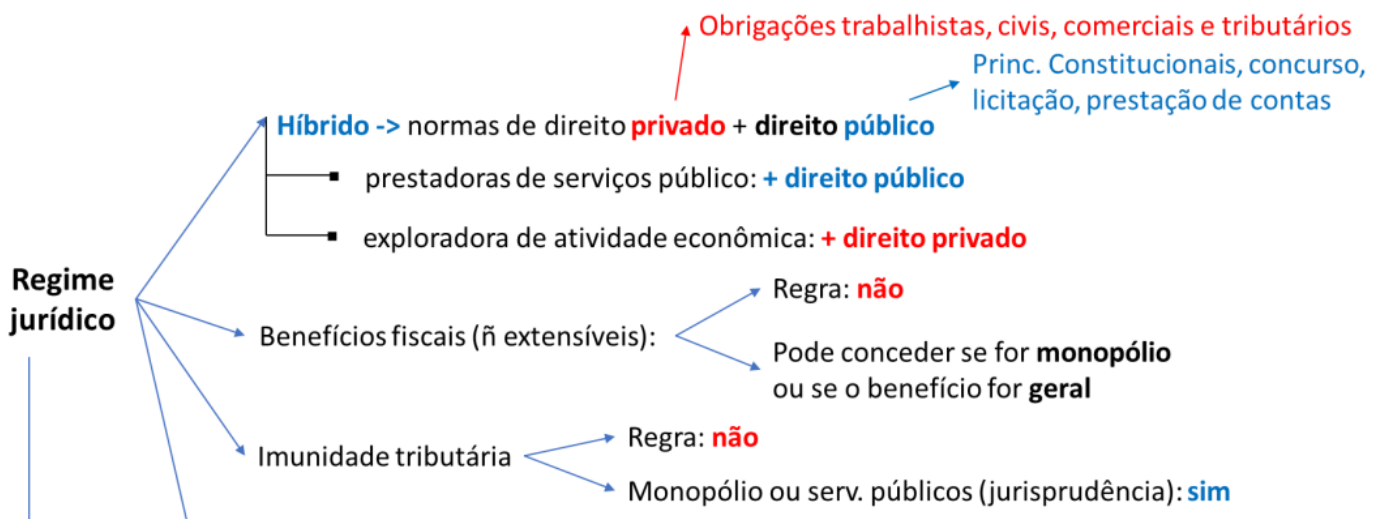 Obrigações trabalhistas, civis, comerciais e tributários
Princ. Constitucionais, concurso,
licitação, prestação de contas
Híbrido -> normas de direito privado + direito público
prestadoras de serviços público: + direito público
exploradora de atividade econômica: + direito privado
Regime
jurídico
Regra: não
Benefícios fiscais (ñ extensíveis):
Pode conceder se for monopólio
ou se o benefício for geral
Regra: não
Imunidade tributária
Monopólio ou serv. públicos (jurisprudência): sim